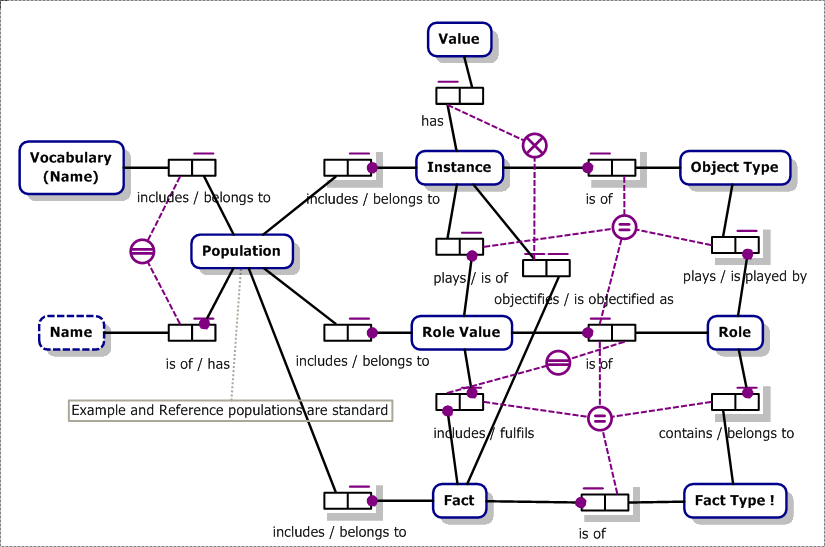 Value
has
Vocabulary
(Name)
includes / belongs to
includes / belongs to
Instance
is of
Object Type
Population
plays / is of
objectifies / is objectified as
plays / is played by
Name
is of / has
includes / belongs to
Role Value
is of
Role
Example and Reference populations are standard
includes / fulfils
contains / belongs to
includes / belongs to
Fact
is of
Fact Type !